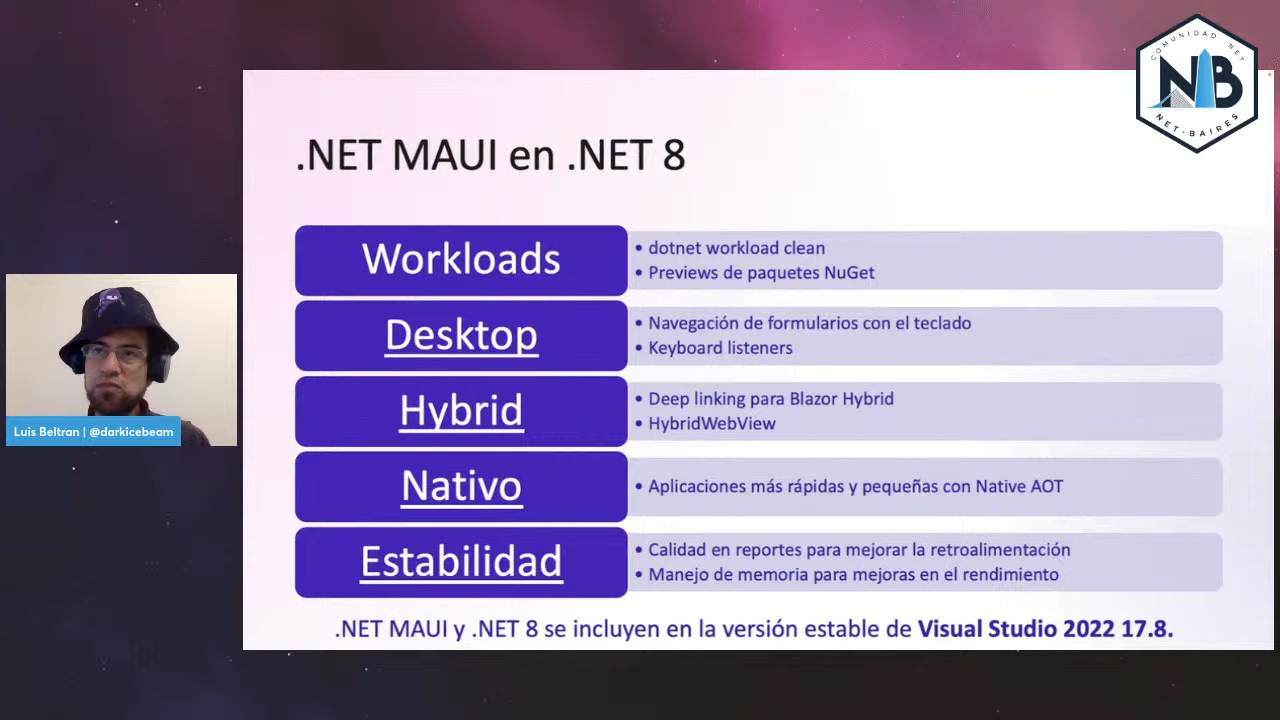 COMUNIDAD .NET
NB
NET-BAIRES
.NET MAUI en .NET 8
Workloads
• dotnet workload clean
• Previews de paquetes NuGet
Desktop
• Navegación de formularios con el teclado
• Keyboard listeners
Hybrid
• Deep linking para Blazor Hybrid
• HybridWebView
Nativo
• Aplicaciones más rápidas y pequeñas con Native AOT
Estabilidad
• Calidad en reportes para mejorar la retroalimentación
• Manejo de memoria para mejoras en el rendimiento
.NET MAUI y .NET 8 se incluyen en la versión estable de Visual Studio 2022 17.8.
Luis Beltran | @darkicebeam